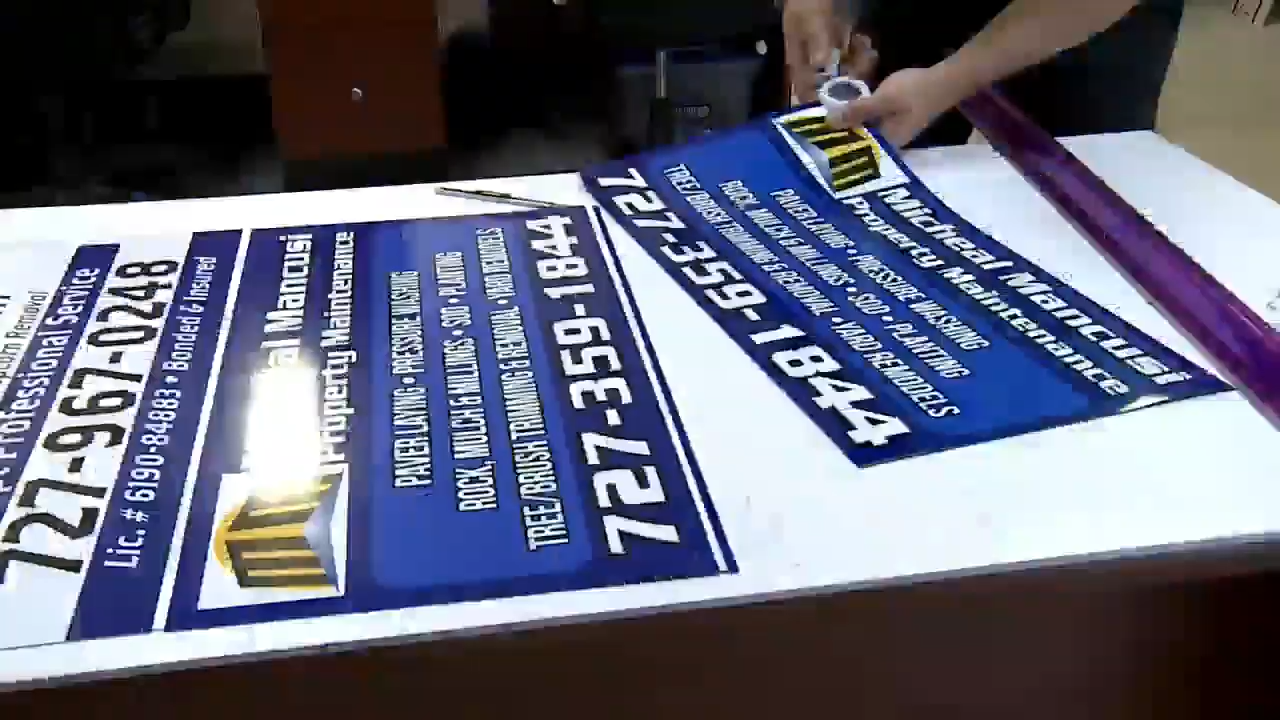 Professional Service
727-967-0248
Lic. # 6190-84883 • Bonded & Insured
al Mancusi
Property Maintenance
PAVER LAYING • PRESSURE WASHING
ROCK, MULCH & MILLINGS • SOD • PLANTING
TREE/BRUSH TRIMMING & REMOVAL • YARD REMODELS
727-359-1844
Micheal Mancusi
Property Maintenance
PAVER LAYING • PRESSURE WASHING
ROCK, MULCH & MILLINGS • SOD • PLANTING
TREE/BRUSH TRIMMING & REMOVAL • YARD REMODELS
727-359-1844